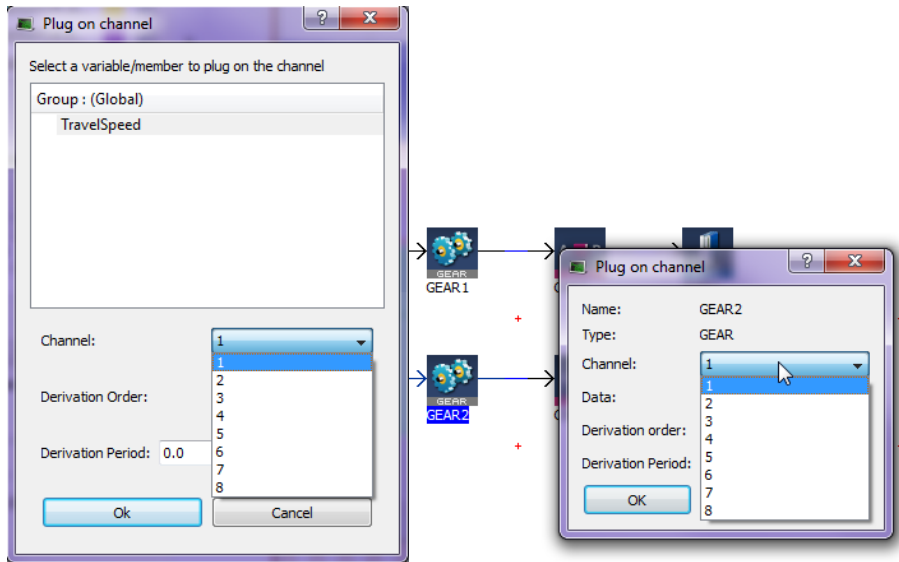 Plug on channel
Select a variable/member to plug on the channel
Group : (Global)
TravelSpeed
Channel:
1
1
2
3
4
5
6
7
8
Derivation Order:
Derivation Period: 0.0
Ok
Cancel
GEAR
GEAR1
GEAR
GEAR2
Plug on channel
Name: GEAR2
Type: GEAR
Channel:
1
1
2
3
4
5
6
7
8
Data:
Derivation order:
Derivation Period:
OK